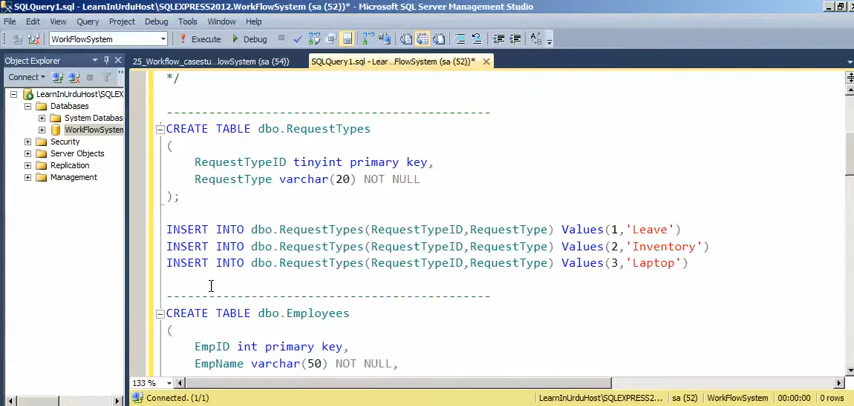 SQLQuery1.sql - LearnInUrduHost\SQLEXPRESS2012.WorkFlowSystem (sa (52))* - Microsoft SQL Server Management Studio
File Edit View Query Project Debug Tools Window Help
WorkFlowSystem Execute Debug
Object Explorer
25_Workflow_casestu...lowSystem (sa (54))
SQLQuery1.sql - Lear...FlowSystem (sa (52))*
Connect
LearnInUrduHost\SQLEXP
Databases
System Databas
WorkFlowSystem
Security
Server Objects
Replication
Management
*/
----------------------------------------------
CREATE TABLE dbo.RequestTypes
(
RequestTypeID tinyint primary key,
RequestType varchar(20) NOT NULL
);
INSERT INTO dbo.RequestTypes(RequestTypeID,RequestType) Values(1,'Leave')
INSERT INTO dbo.RequestTypes(RequestTypeID,RequestType) Values(2,'Inventory')
INSERT INTO dbo.RequestTypes(RequestTypeID,RequestType) Values(3,'Laptop')
----------------------------------------------
CREATE TABLE dbo.Employees
(
EmpID int primary key,
EmpName varchar(50) NOT NULL,
133 %
Connected. (1/1) LearnInUrduHost\SQLEXPRESS2... sa (52) WorkFlowSystem 00:00:00 0 rows